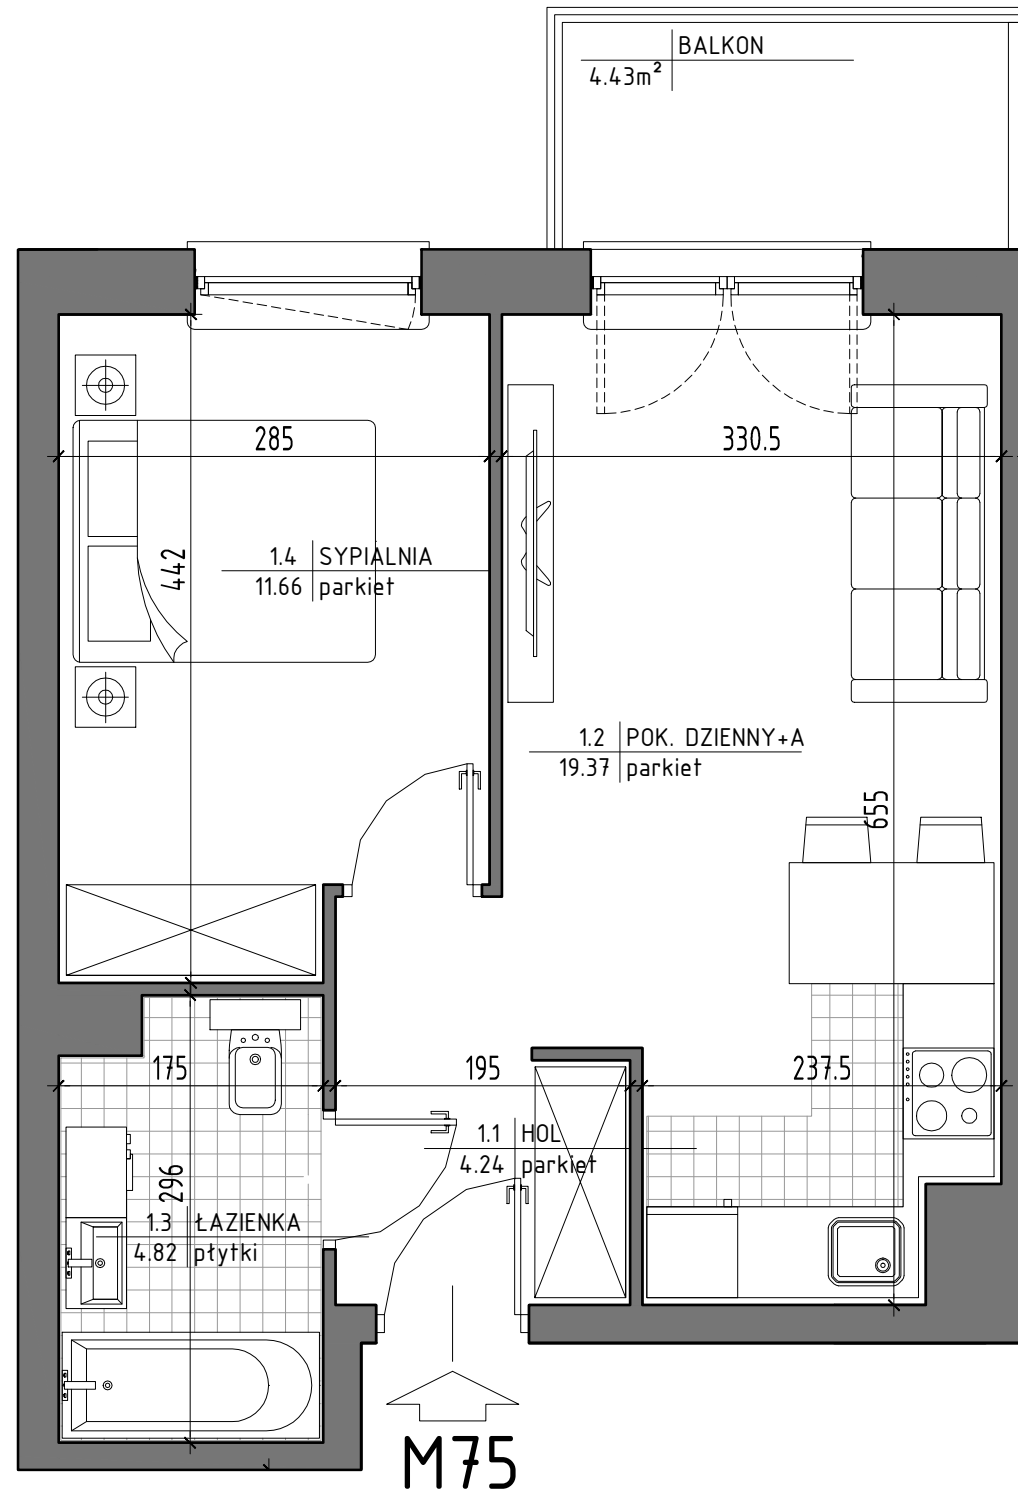 BALKON
4.43m²
285
330.5
442
1.4 SYPIALNIA
11.66 parkiet
1.2 POK. DZIENNY+A
19.37 parkiet
655
175
195
237.5
1.1 HOL
4.24 parkiet
296
1.3 ŁAZIENKA
4.82 płytki
M75